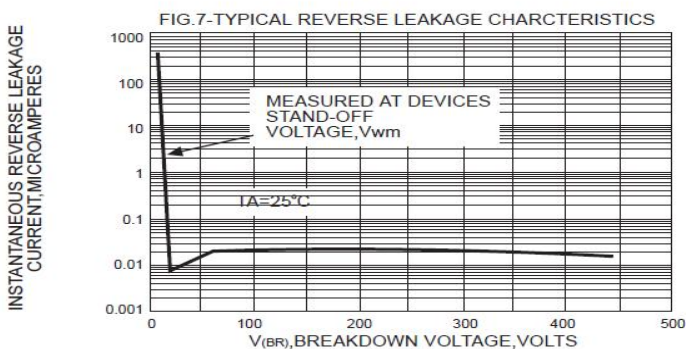 FIG.7-TYPICAL REVERSE LEAKAGE CHARCTERISTICS
INSTANTANEOUS REVERSE LEAKAGE
CURRENT,MICROAMPERES
1000
100
10
1
0.1
0.01
0.001
MEASURED AT DEVICES
STAND-OFF
VOLTAGE,Vwm
TA=25°C
0 100 200 300 400 500
V(BR),BREAKDOWN VOLTAGE,VOLTS